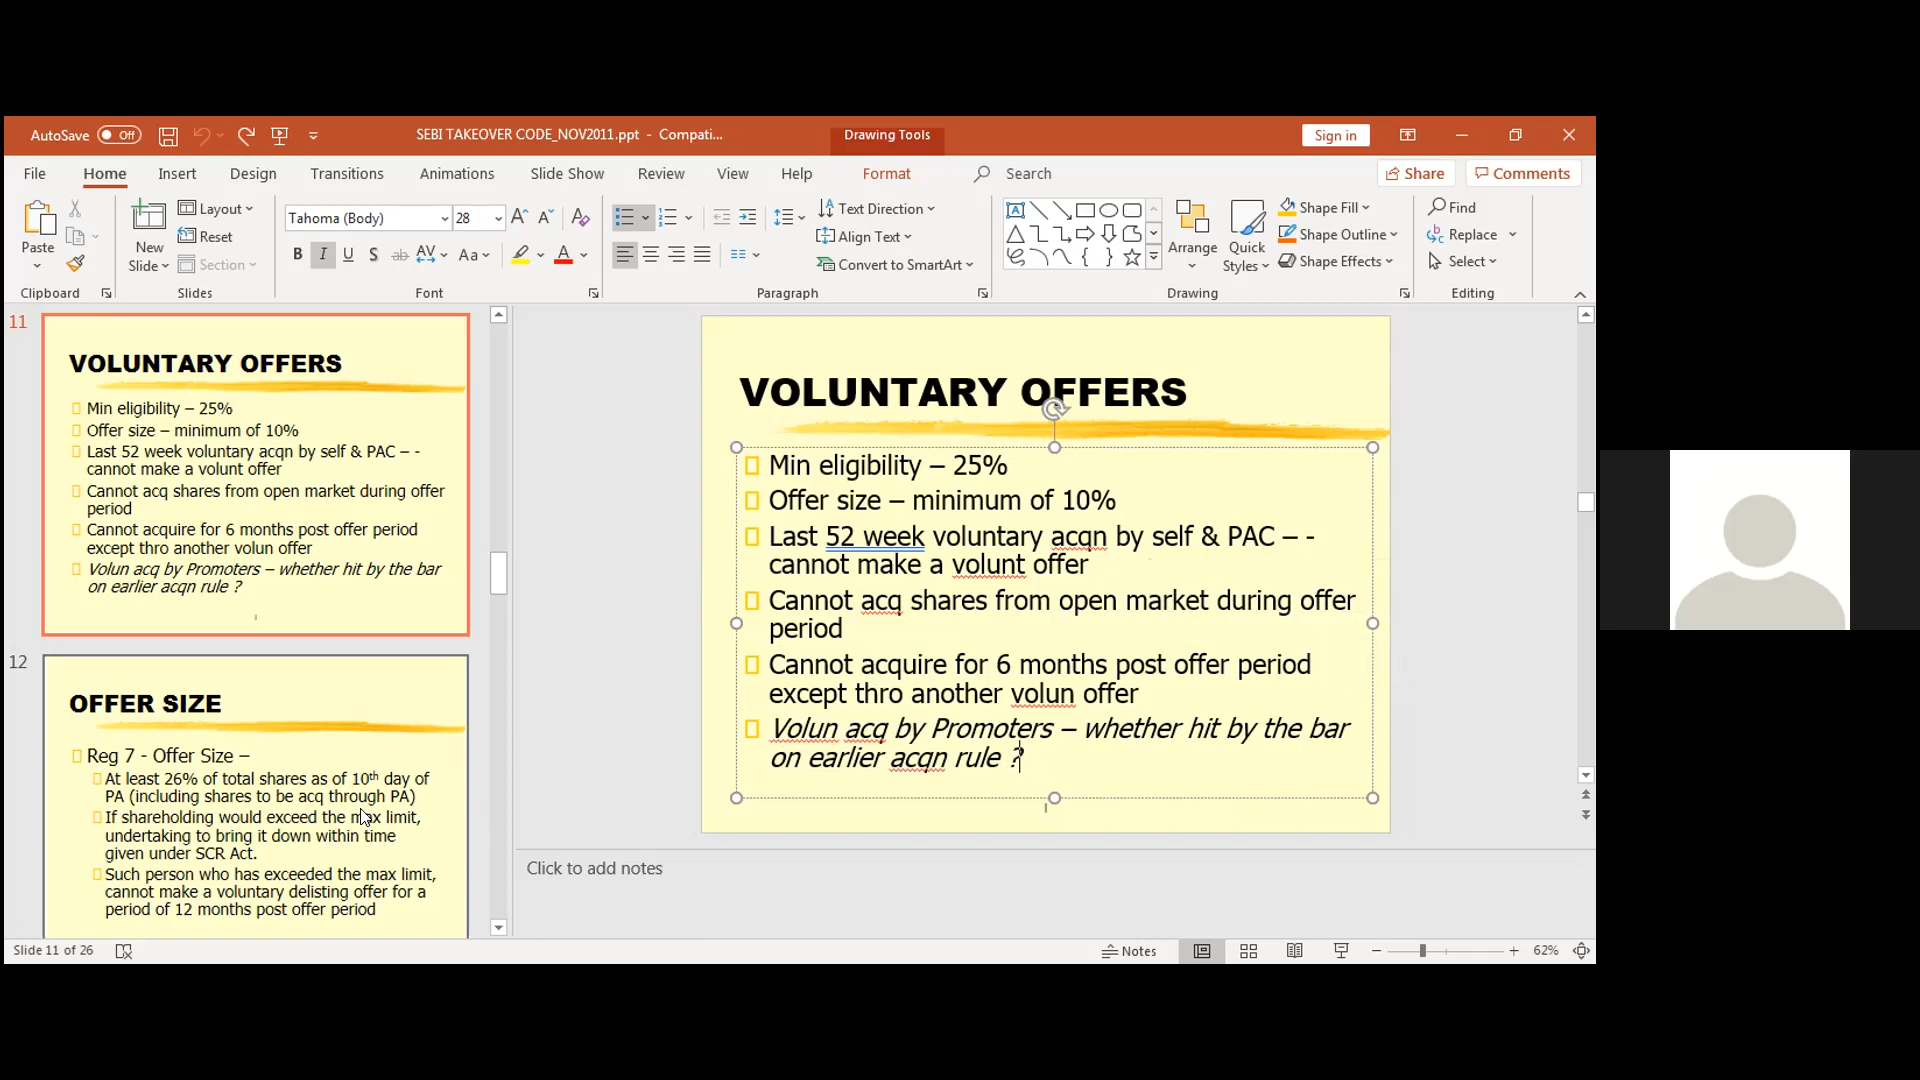 AutoSave Off SEBI TAKEOVER CODE_NOV2011.ppt - Compati... Drawing Tools Sign in
File Home Insert Design Transitions Animations Slide Show Review View Help Format Search Share Comments
Paste New Slide Layout Reset Section
Tahoma (Body) 28
B I U S ab AV Aa A
Text Direction Align Text Convert to SmartArt
Arrange Quick Styles Shape Fill Shape Outline Shape Effects
Find Replace Select
Clipboard Slides Font Paragraph Drawing Editing
11
VOLUNTARY OFFERS
Min eligibility – 25%
Offer size – minimum of 10%
Last 52 week voluntary acqn by self & PAC – -
cannot make a volunt offer
Cannot acq shares from open market during offer
period
Cannot acquire for 6 months post offer period
except thro another volun offer
Volun acq by Promoters – whether hit by the bar
on earlier acqn rule ?
12
OFFER SIZE
Reg 7 - Offer Size –
At least 26% of total shares as of 10th day of
PA (including shares to be acq through PA)
If shareholding would exceed the max limit,
undertaking to bring it down within time
given under SCR Act.
Such person who has exceeded the max limit,
cannot make a voluntary delisting offer for a
period of 12 months post offer period
VOLUNTARY OFFERS
Min eligibility – 25%
Offer size – minimum of 10%
Last 52 week voluntary acqn by self & PAC – -
cannot make a volunt offer
Cannot acq shares from open market during offer
period
Cannot acquire for 6 months post offer period
except thro another volun offer
Volun acq by Promoters – whether hit by the bar
on earlier acqn rule ?
Click to add notes
Slide 11 of 26 Notes 62%